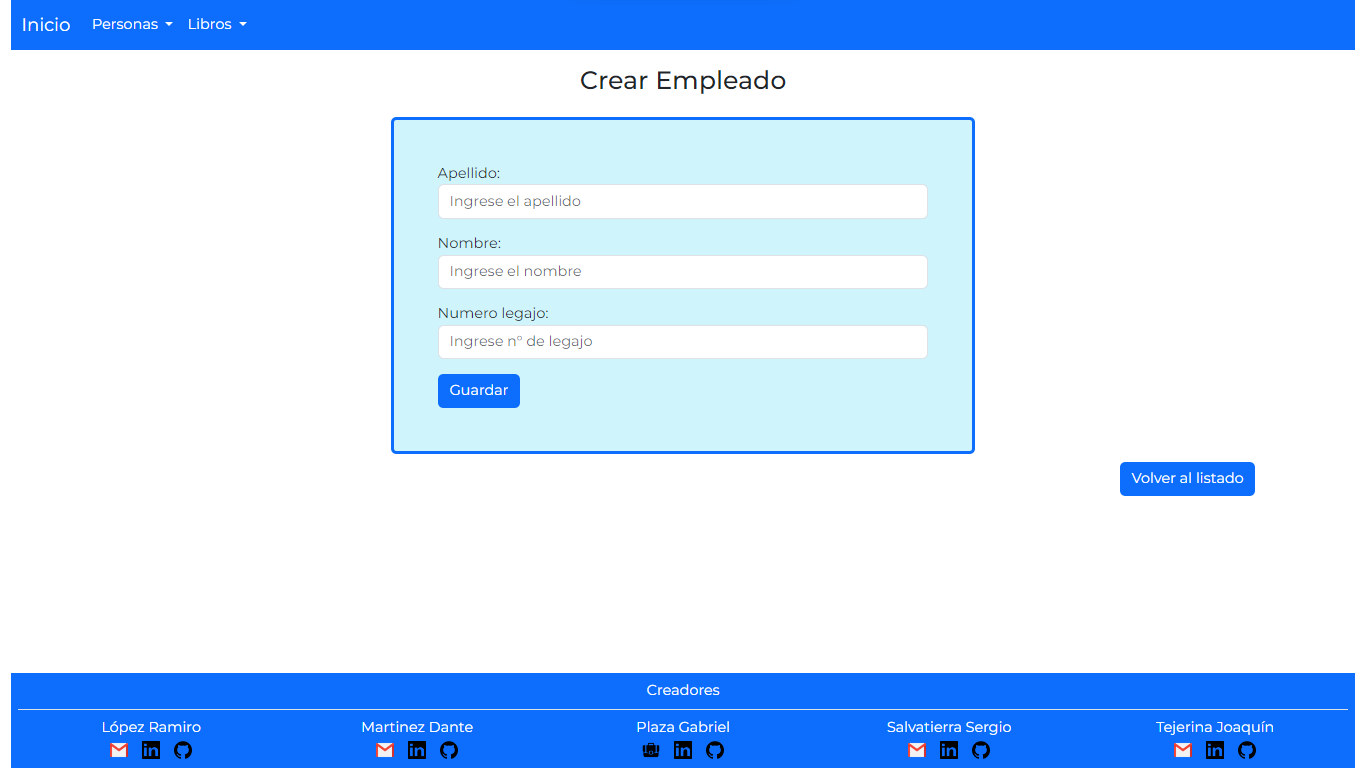 Inicio Personas Libros
Crear Empleado
Apellido:
Ingrese el apellido
Nombre:
Ingrese el nombre
Numero legajo:
Ingrese n° de legajo
Guardar
Volver al listado
Creadores
López Ramiro Martinez Dante Plaza Gabriel Salvatierra Sergio Tejerina Joaquín